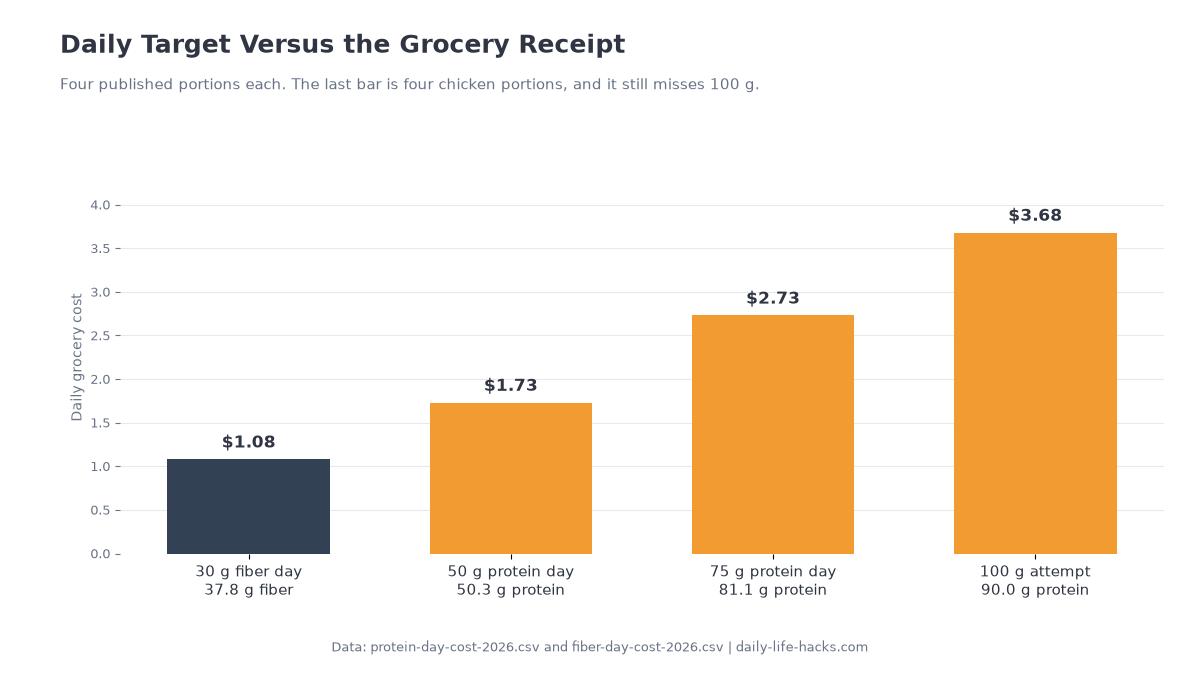 Daily Target Versus the Grocery Receipt
Four published portions each. The last bar is four chicken portions, and it still misses 100 g.
Daily grocery cost
4.0
3.5
3.0
2.5
2.0
1.5
1.0
0.5
0.0
$1.08
$1.73
$2.73
$3.68
30 g fiber day
37.8 g fiber
50 g protein day
50.3 g protein
75 g protein day
81.1 g protein
100 g attempt
90.0 g protein
Data: protein-day-cost-2026.csv and fiber-day-cost-2026.csv | daily-life-hacks.com